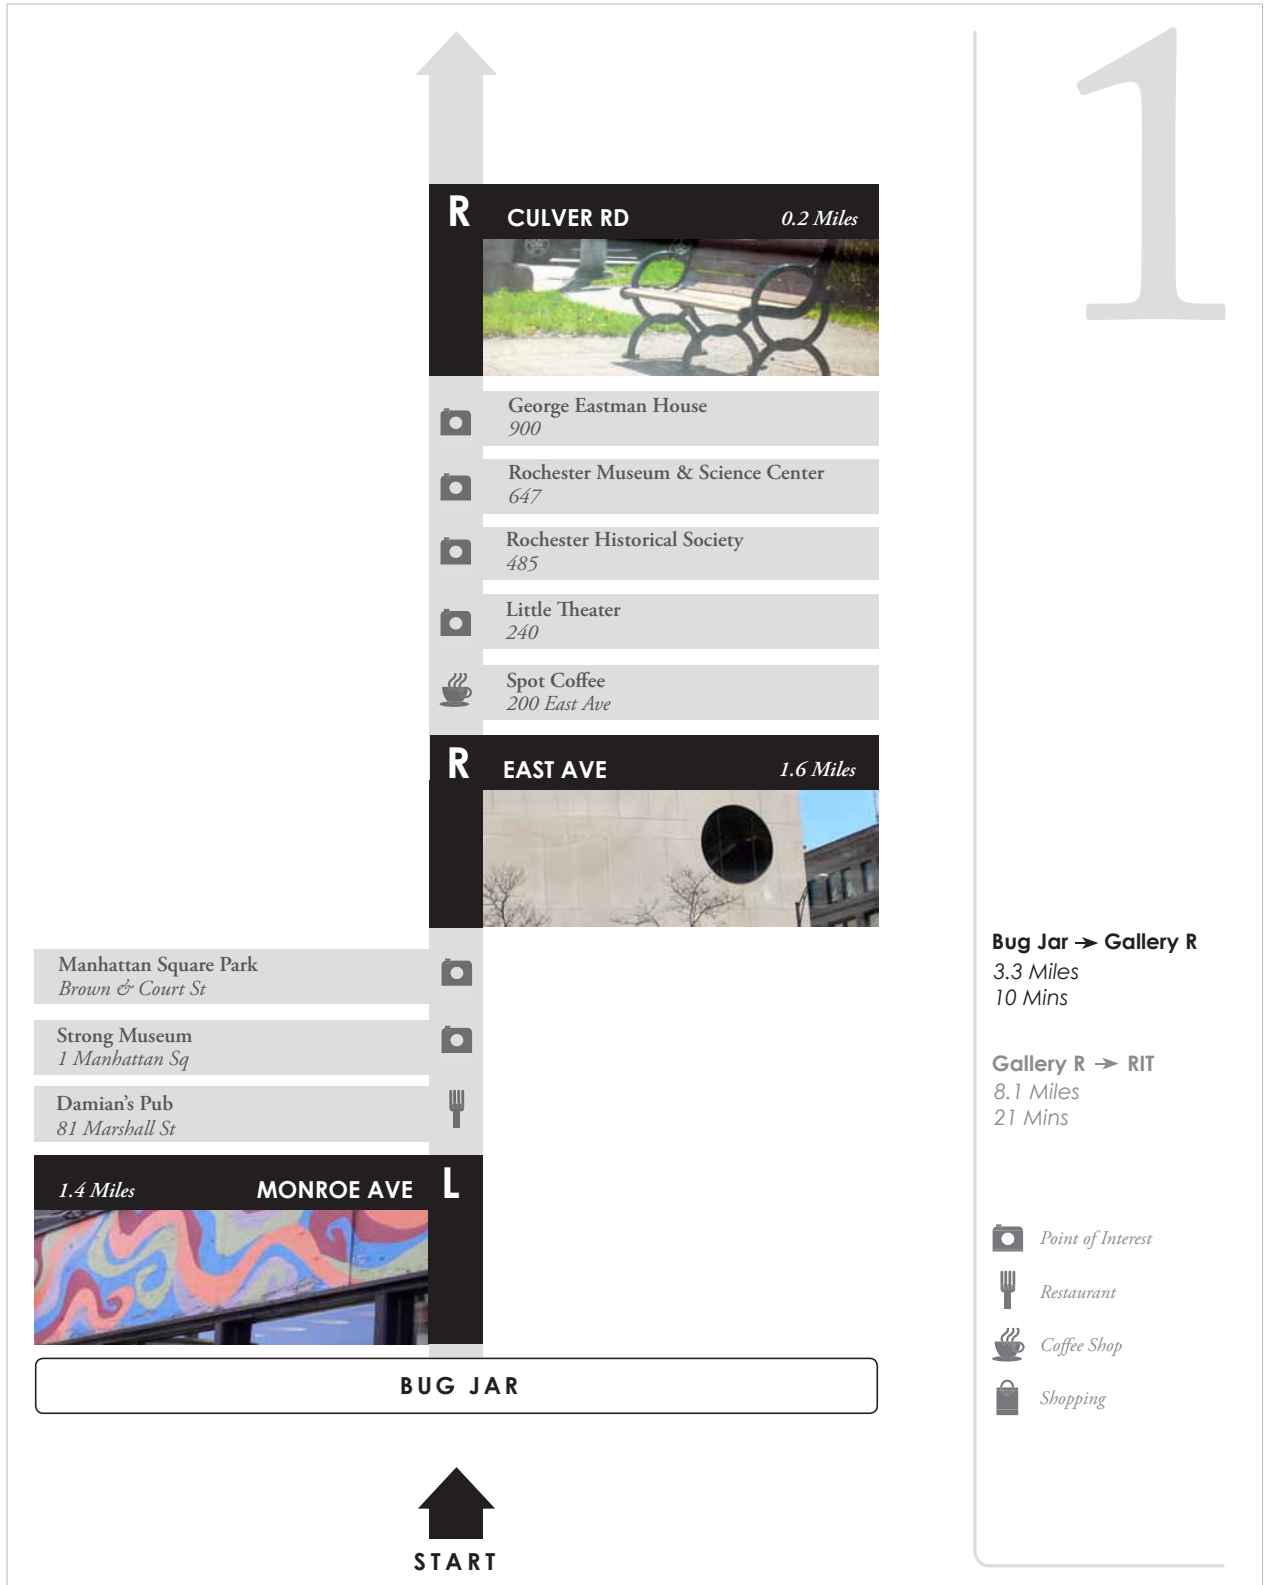 1
R CULVER RD 0.2 Miles
George Eastman House
900
Rochester Museum & Science Center
647
Rochester Historical Society
485
Little Theater
240
Spot Coffee
200 East Ave
R EAST AVE 1.6 Miles
Manhattan Square Park
Brown & Court St
Strong Museum
1 Manhattan Sq
Damian's Pub
81 Marshall St
1.4 Miles MONROE AVE L
BUG JAR
START
Bug Jar ➔ Gallery R
3.3 Miles
10 Mins
Gallery R ➔ RIT
8.1 Miles
21 Mins
Point of Interest
Restaurant
Coffee Shop
Shopping